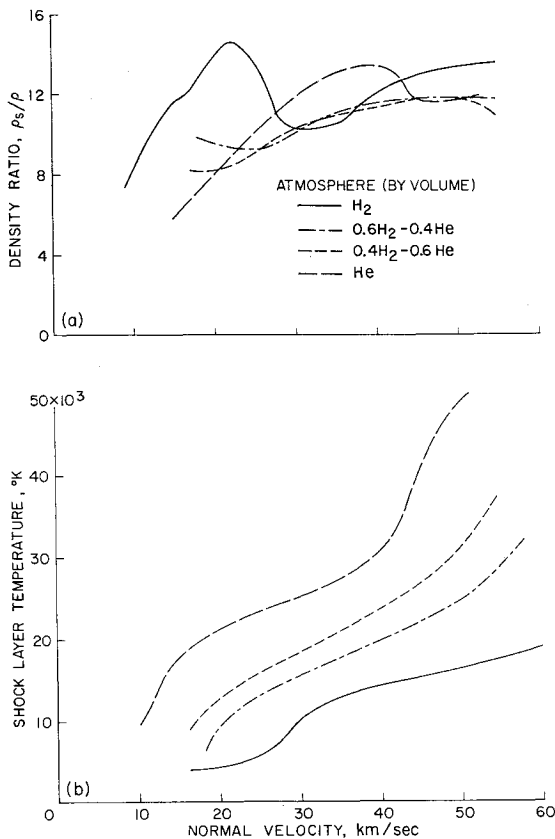 16
12
8
4
0
DENSITY RATIO, ρs/ρ
ATMOSPHERE (BY VOLUME)
H2
0.6H2-0.4He
0.4H2-0.6He
He
(a)
50×10³
40
30
20
10
SHOCK LAYER TEMPERATURE, °K
(b)
0
10
20
30
40
50
60
NORMAL VELOCITY, km/sec